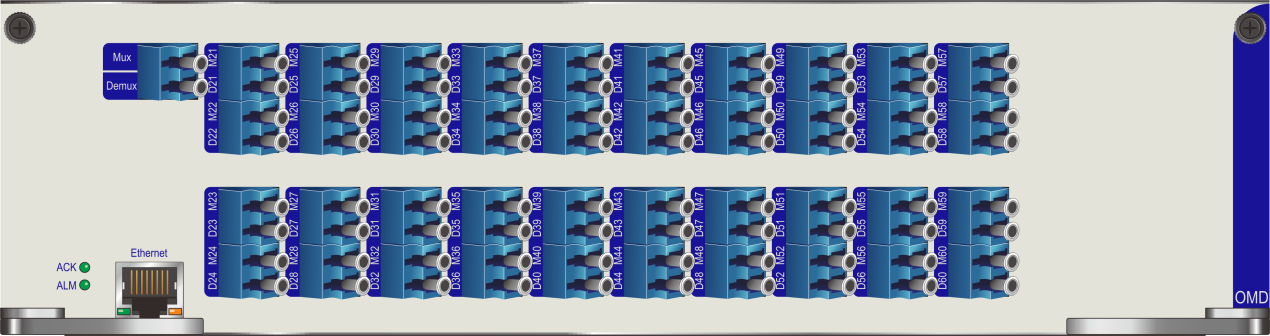 Mux
Demux
M21 M25 M29 M33 M37 M41 M45 M49 M53 M57
D21 D25 D29 D33 D37 D41 D45 D49 D53 D57
M22 M26 M30 M34 M38 M42 M46 M50 M54 M58
D22 D26 D30 D34 D38 D42 D46 D50 D54 D58
M23 M27 M31 M35 M39 M43 M47 M51 M55 M59
D23 D27 D31 D35 D39 D43 D47 D51 D55 D59
M24 M28 M32 M36 M40 M44 M48 M52 M56 M60
D24 D28 D32 D36 D40 D44 D48 D52 D56 D60
Ethernet
ACK
ALM
OMD